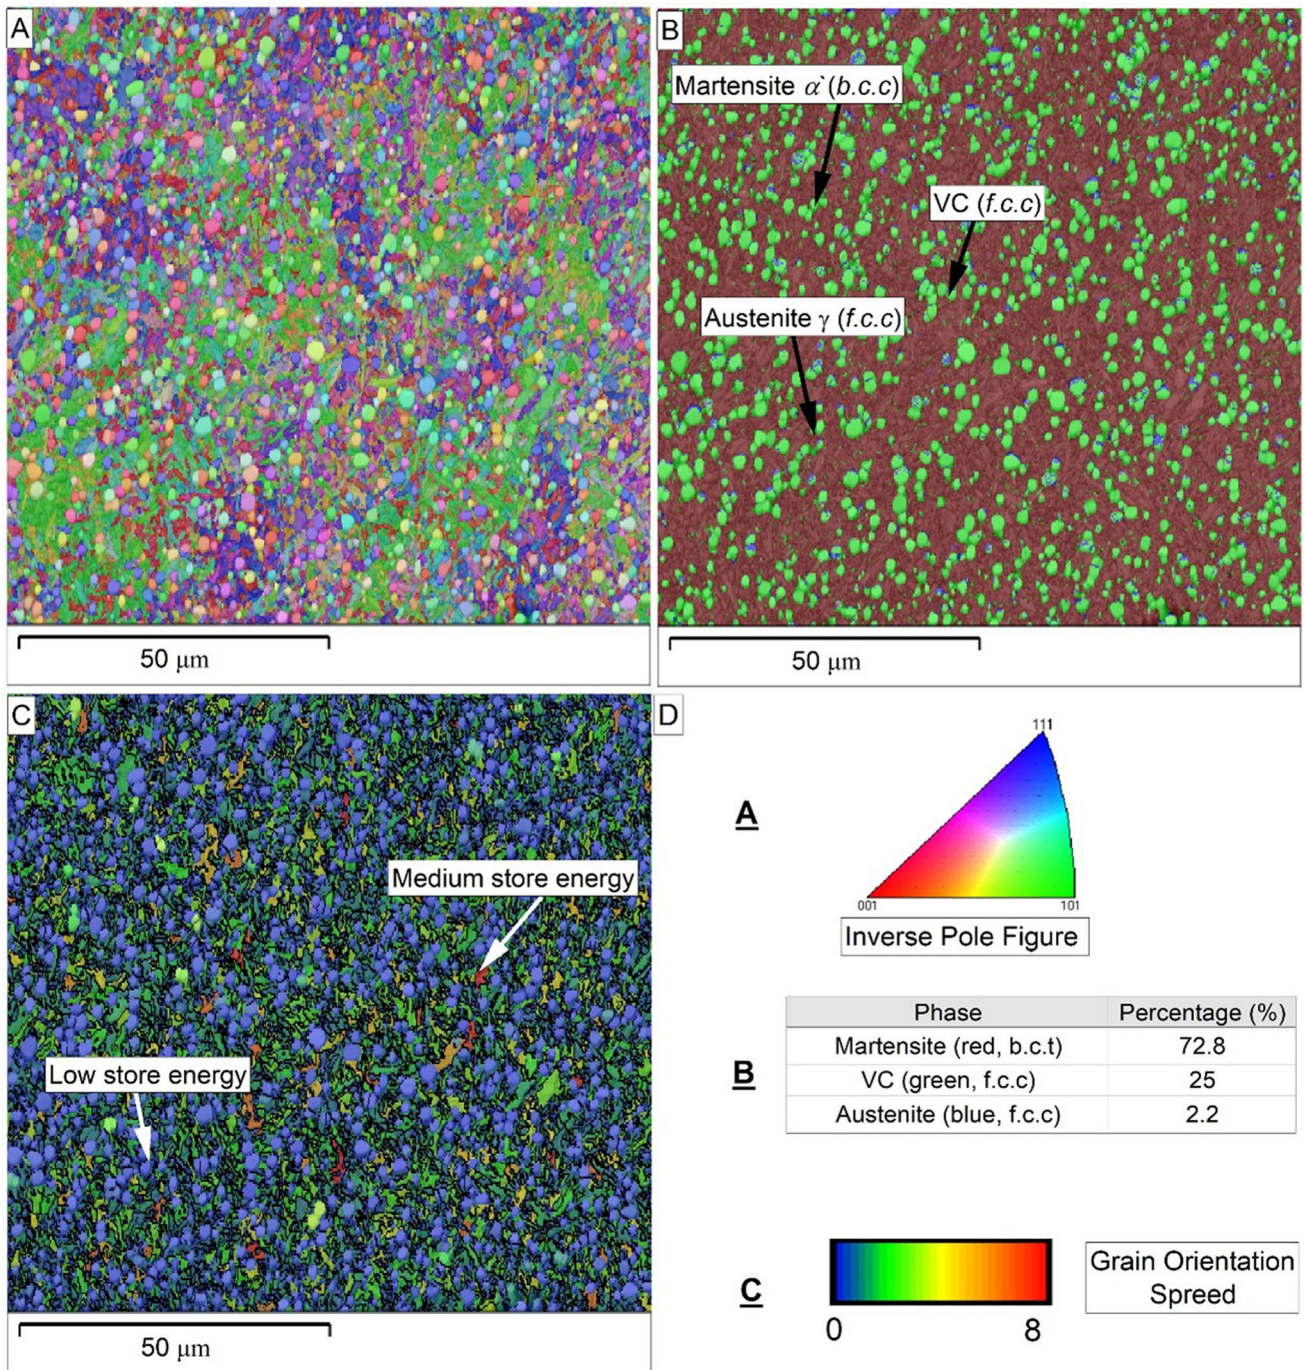 A
B
Martensite α` (b.c.c)
VC (f.c.c)
Austenite γ (f.c.c)
50 μm
50 μm
C
Medium store energy
Low store energy
50 μm
D
A
111
001
101
Inverse Pole Figure
B
Phase Percentage (%)
Martensite (red, b.c.t) 72.8
VC (green, f.c.c) 25
Austenite (blue, f.c.c) 2.2
C
0 8
Grain Orientation
Spreed